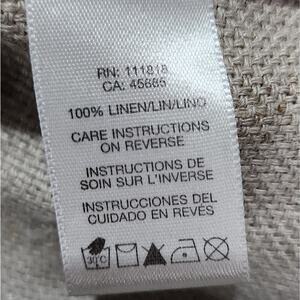 RN: 111818
CA: 45885
100% LINEN/LIN/LINO
CARE INSTRUCTIONS
ON REVERSE
INSTRUCTIONS DE
SOIN SUR L'INVERSE
INSTRUCCIONES DEL
CUIDADO EN REVÉS
30°C